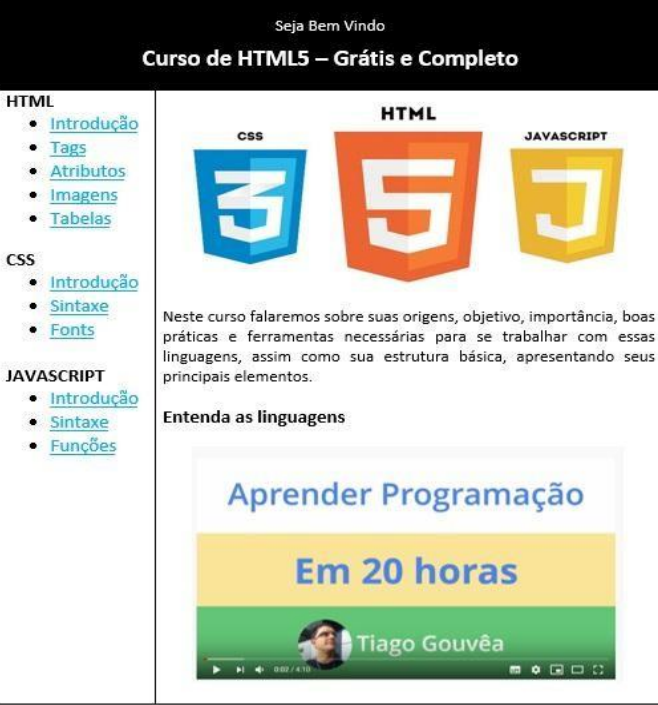 Seja Bem Vindo
Curso de HTML5 – Grátis e Completo
HTML
Introdução
Tags
Atributos
Imagens
Tabelas
CSS
Introdução
Sintaxe
Fonts
JAVASCRIPT
Introdução
Sintaxe
Funções
CSS
3
HTML
5
JAVASCRIPT
J
Neste curso falaremos sobre suas origens, objetivo, importância, boas
práticas e ferramentas necessárias para se trabalhar com essas
linguagens, assim como sua estrutura básica, apresentando seus
principais elementos.
Entenda as linguagens
Aprender Programação
Em 20 horas
Tiago Gouvêa
0:02 / 4:10